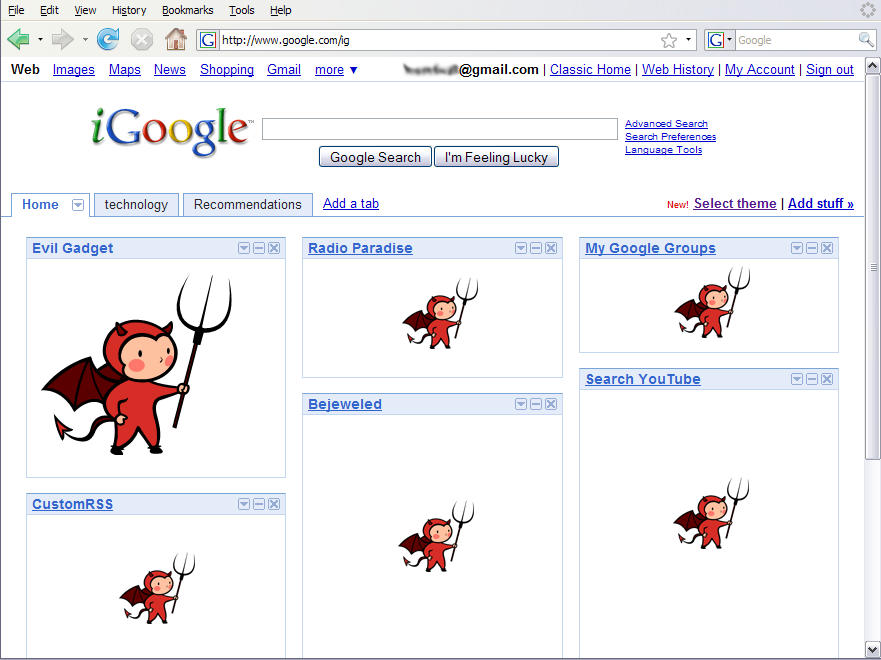 File Edit View History Bookmarks Tools Help
G http://www.google.com/ig G Google
Web Images Maps News Shopping Gmail more ▼ @gmail.com | Classic Home | Web History | My Account | Sign out
iGoogle™
Advanced Search
Search Preferences
Language Tools
Google Search I'm Feeling Lucky
Home technology Recommendations Add a tab New! Select theme | Add stuff »
Evil Gadget Radio Paradise My Google Groups
Search YouTube
Bejeweled
CustomRSS